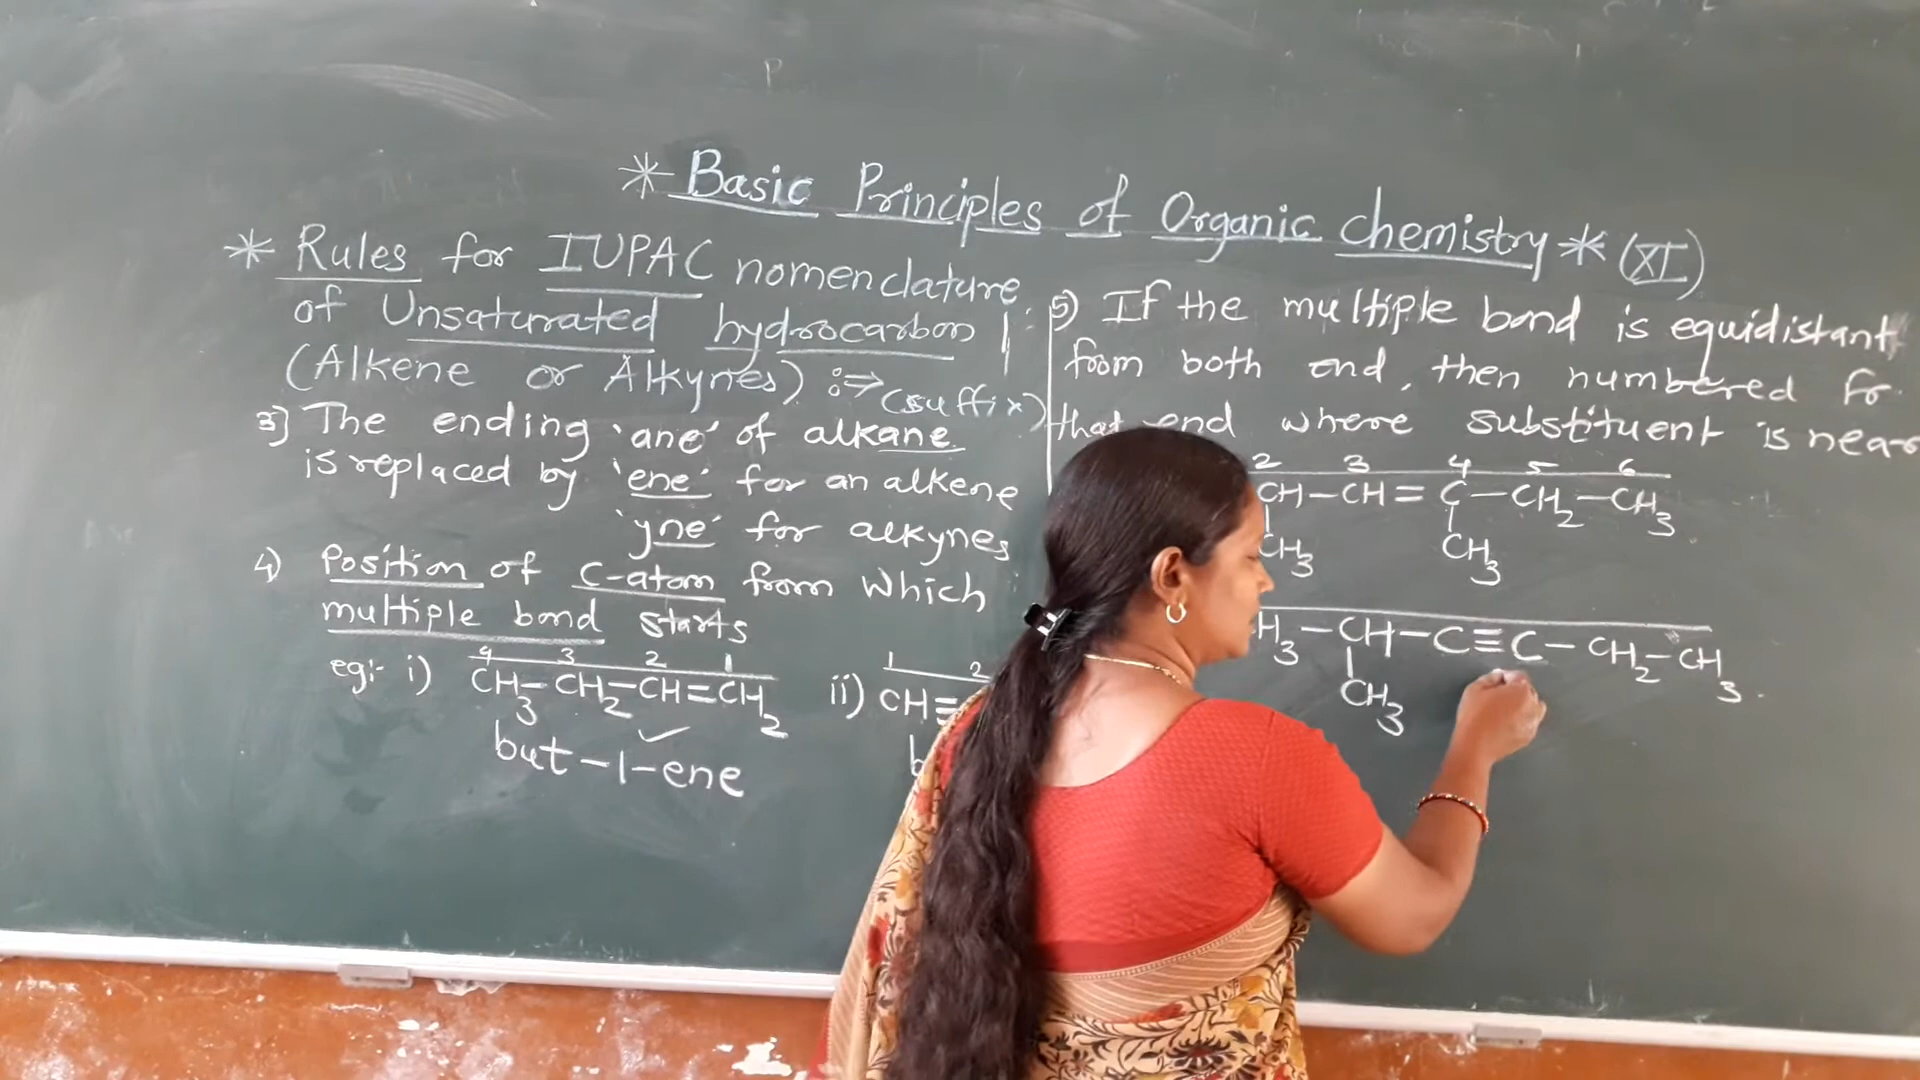 * Basic Principles of Organic chemistry * (XI)
* Rules for IUPAC nomenclature
of Unsaturated hydrocarbon
(Alkene or Alkynes) :⇒ (suffix)
3) The ending 'ane' of alkane
is replaced by 'ene' for an alkene
'yne' for alkynes
4) Position of C-atom from which
multiple bond starts
eg:- i) 4 3 2 1
CH3-CH2-CH=CH2
but-1-ene
ii) 1 2
CH≡
b
5) If the multiple bond is equidistant
from both end, then numbered
that end where substituent is near
2 3 4 5 6
CH-CH=C-CH2-CH3
CH3 CH3
H3-CH-C≡C-CH2-CH3
CH3